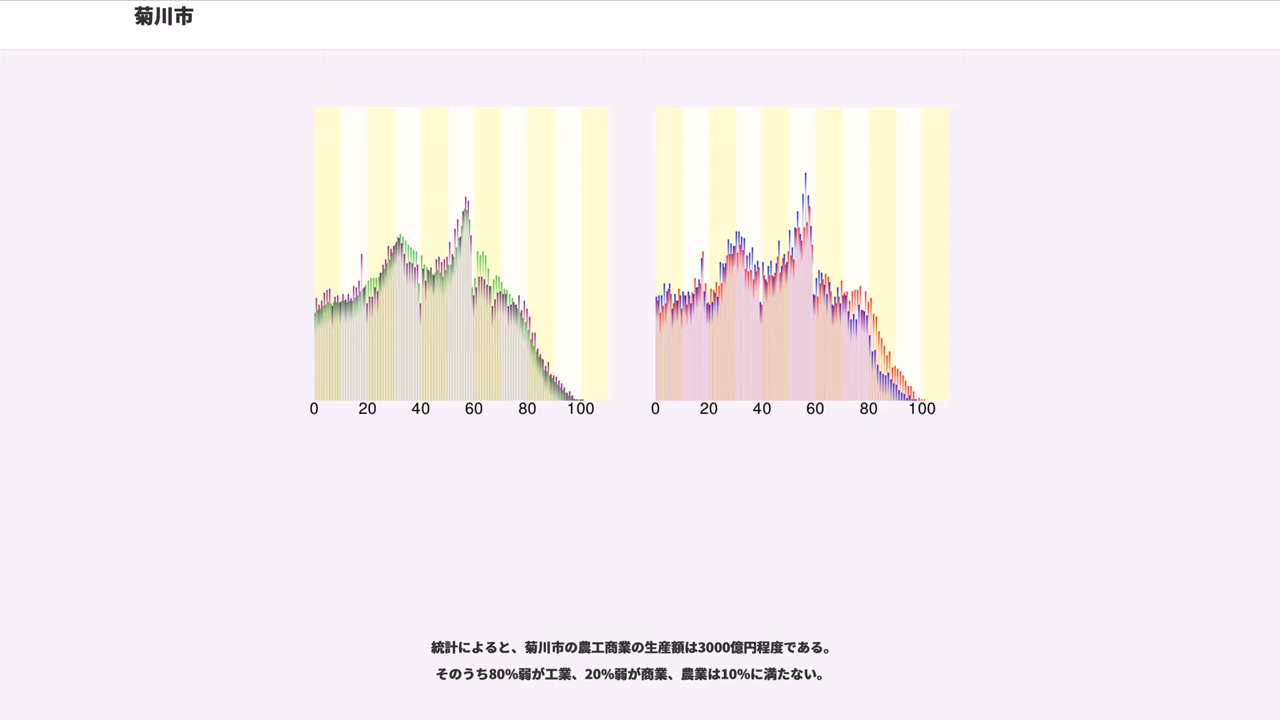 菊川市
0 20 40 60 80 100
0 20 40 60 80 100
統計によると、菊川市の農工商業の生産額は3000億円程度である。
そのうち80%弱が工業、20%弱が商業、農業は10%に満たない。